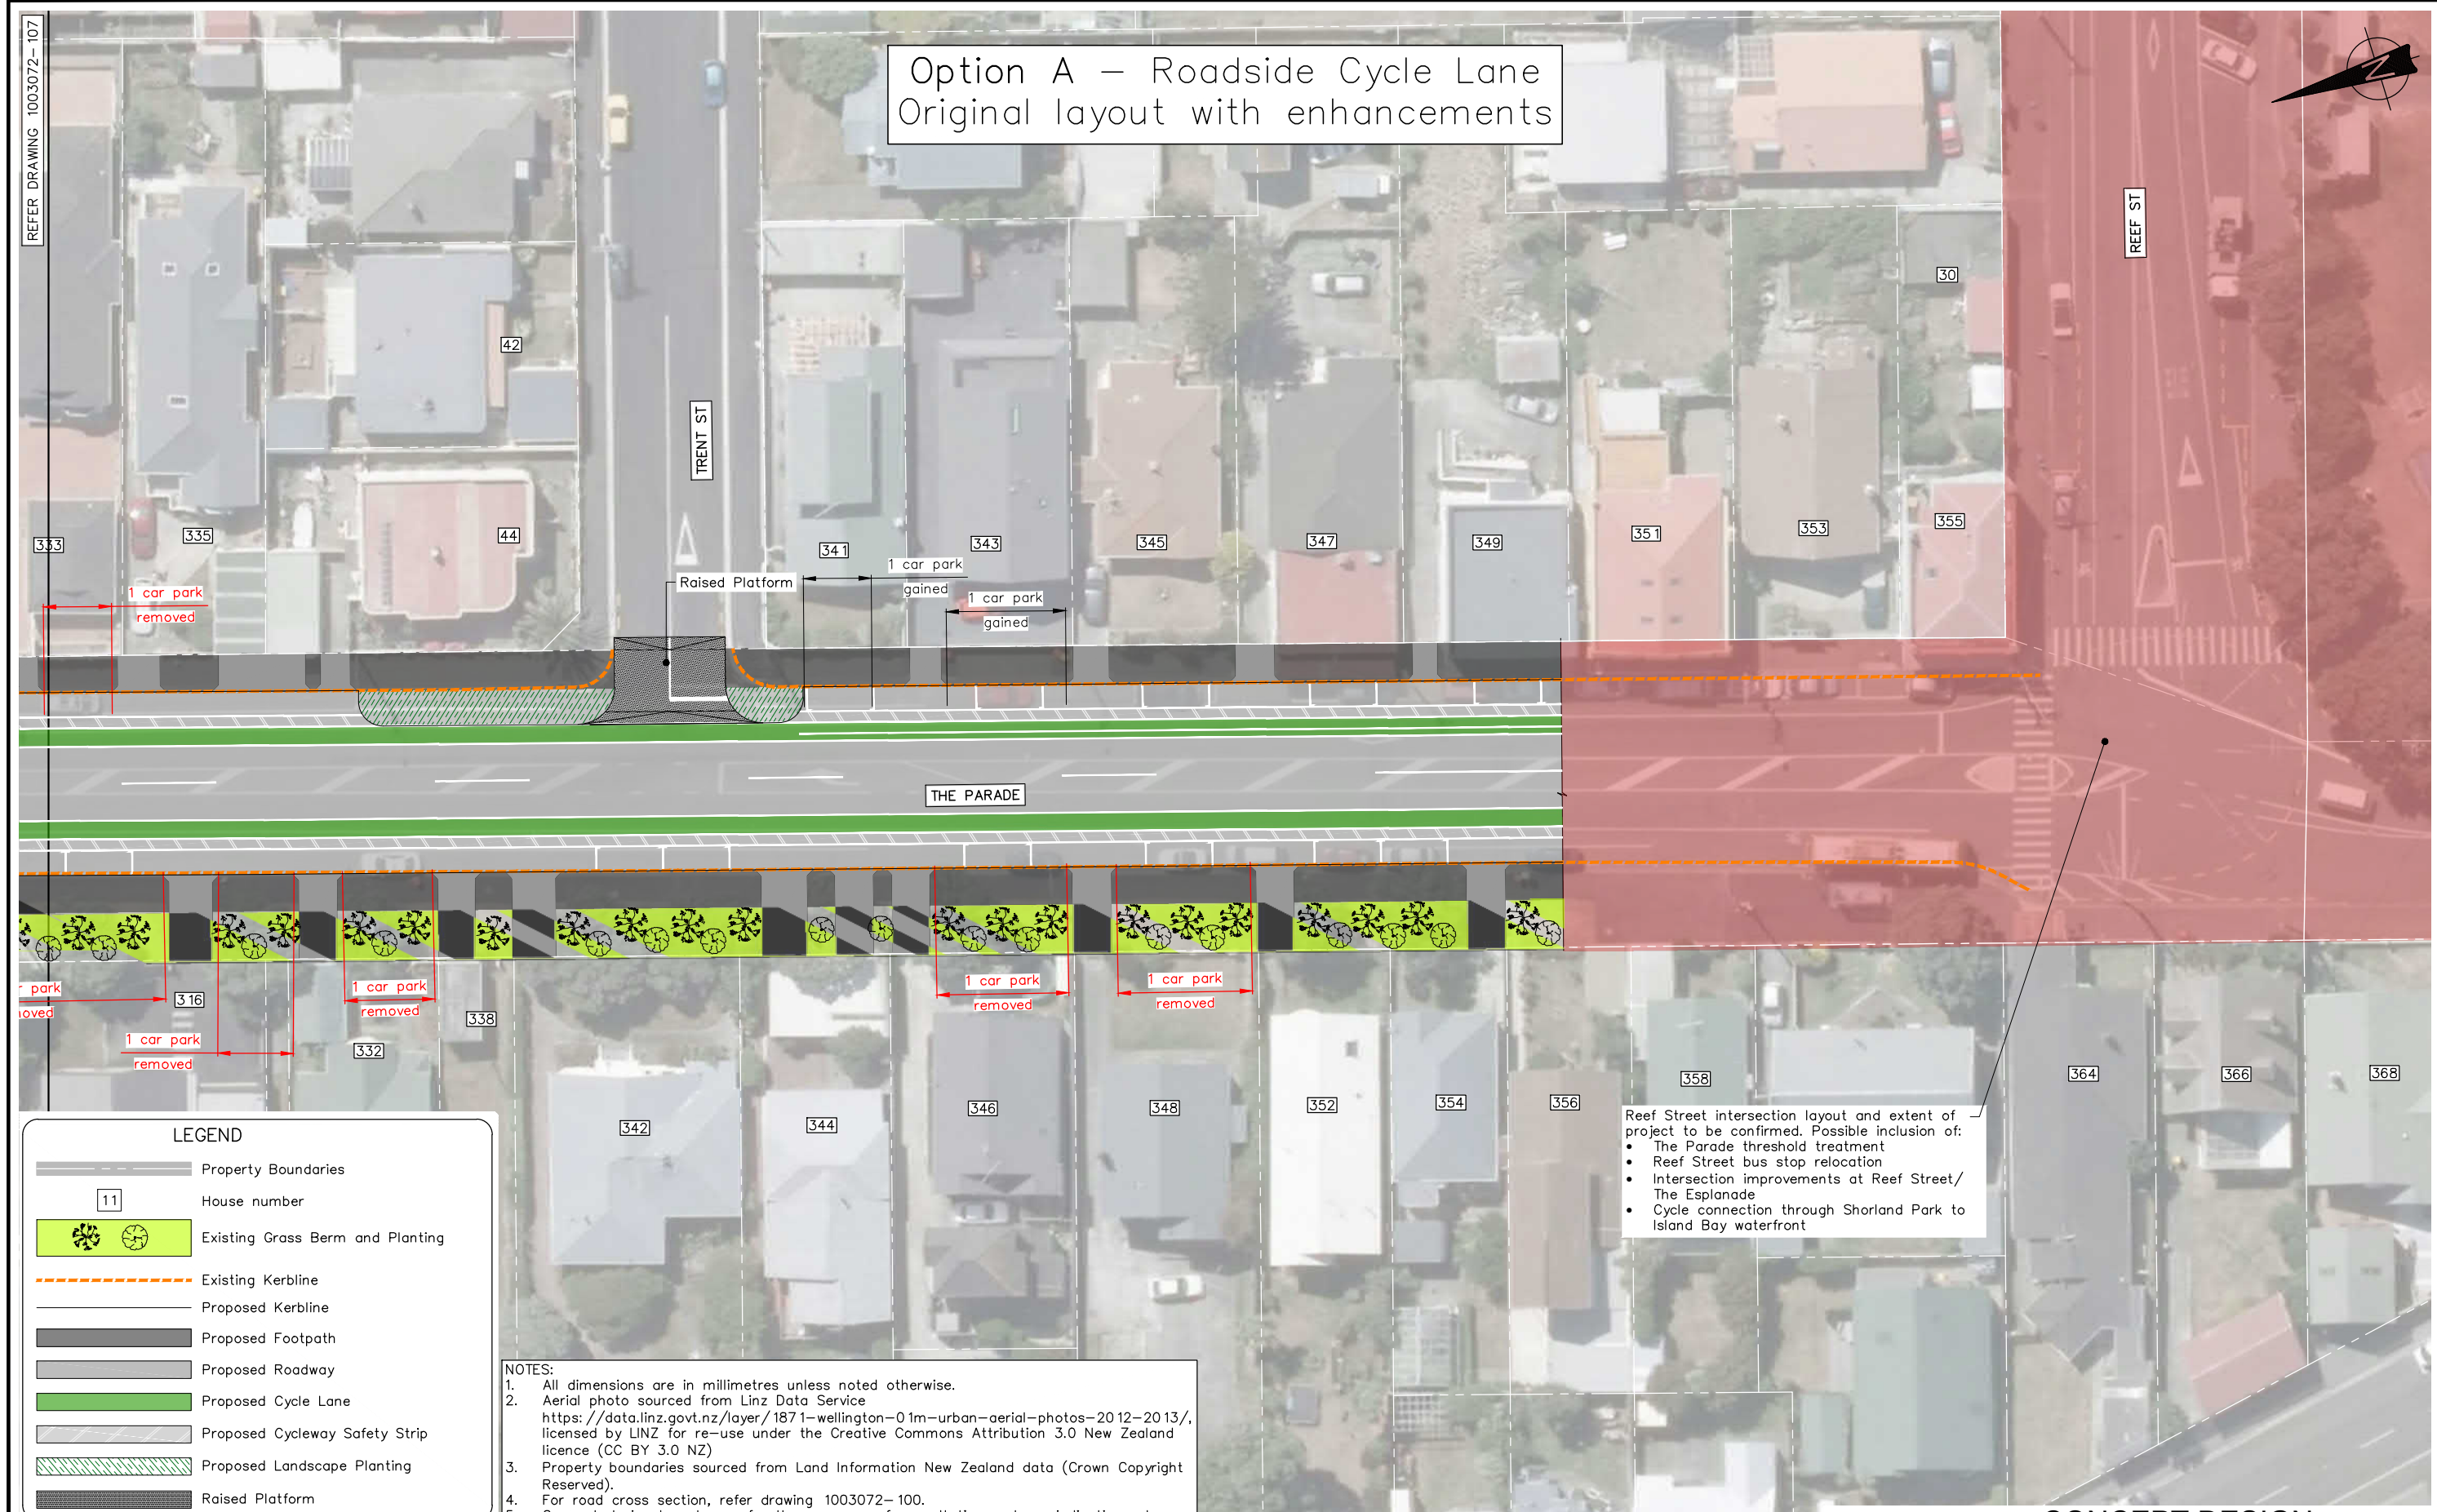 REFER DRAWING 1003072-107
Option A – Roadside Cycle Lane
Original layout with enhancements
REEF ST
TRENT ST
30
42
44
333
335
341
343
345
347
349
351
353
355
1 car park
removed
Raised Platform
1 car park
gained
1 car park
gained
THE PARADE
r park
noved
316
1 car park
removed
332
1 car park
removed
338
1 car park
removed
1 car park
removed
342
344
346
348
352
354
356
358
364
366
368
Reef Street intersection layout and extent of
project to be confirmed. Possible inclusion of:
• The Parade threshold treatment
• Reef Street bus stop relocation
• Intersection improvements at Reef Street/
The Esplanade
• Cycle connection through Shorland Park to
Island Bay waterfront
LEGEND
Property Boundaries
11 House number
Existing Grass Berm and Planting
Existing Kerbline
Proposed Kerbline
Proposed Footpath
Proposed Roadway
Proposed Cycle Lane
Proposed Cycleway Safety Strip
Proposed Landscape Planting
Raised Platform
NOTES:
1. All dimensions are in millimetres unless noted otherwise.
2. Aerial photo sourced from Linz Data Service
https://data.linz.govt.nz/layer/1871-wellington-01m-urban-aerial-photos-2012-2013/,
licensed by LINZ for re-use under the Creative Commons Attribution 3.0 New Zealand
licence (CC BY 3.0 NZ)
3. Property boundaries sourced from Land Information New Zealand data (Crown Copyright
Reserved).
4. For road cross section, refer drawing 1003072-100.